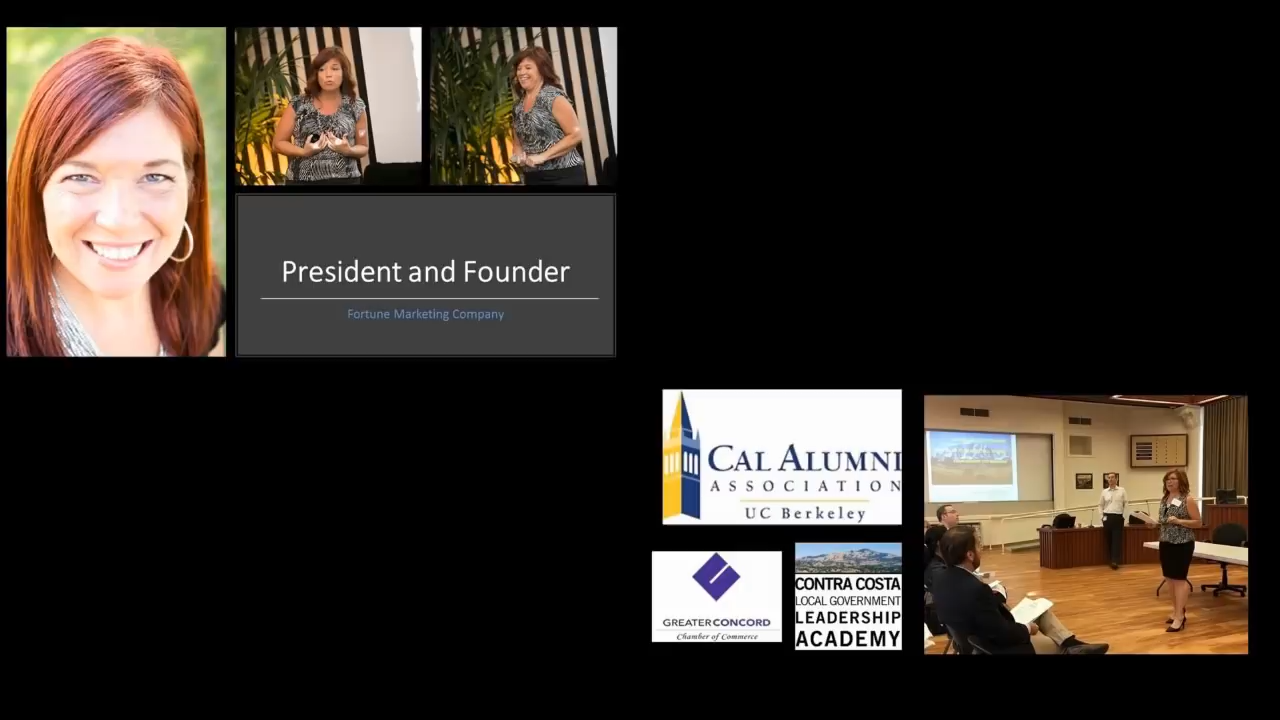 President and Founder
Fortune Marketing Company
CAL ALUMNI
ASSOCIATION
UC Berkeley
GREATER CONCORD
Chamber of Commerce
CONTRA COSTA
LOCAL GOVERNMENT
LEADERSHIP
ACADEMY